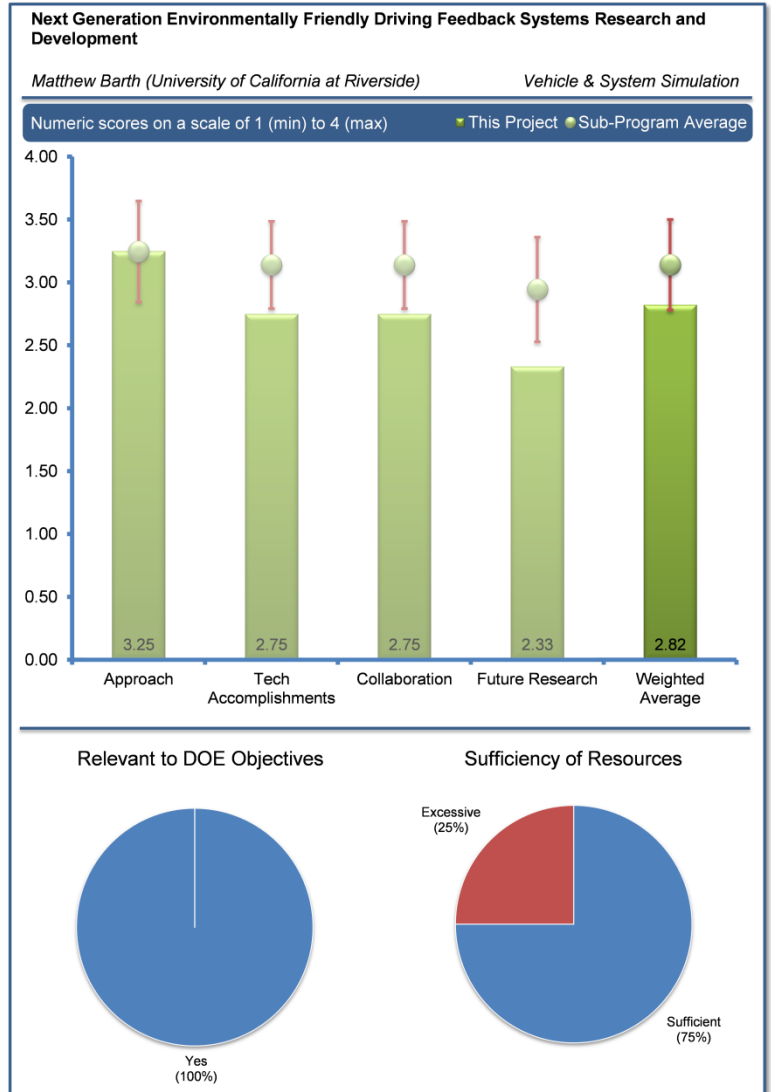 Next Generation Environmentally Friendly Driving Feedback Systems Research and
Development
Matthew Barth (University of California at Riverside) Vehicle & System Simulation
Numeric scores on a scale of 1 (min) to 4 (max) This Project Sub-Program Average
4.00
3.50
3.00
2.50
2.00
1.50
1.00
0.50
0.00
3.25 2.75 2.75 2.33 2.82
Approach Tech Collaboration Future Research Weighted
Accomplishments Average
Relevant to DOE Objectives Sufficiency of Resources
Excessive
(25%)
Sufficient
(75%)
Yes
(100%)